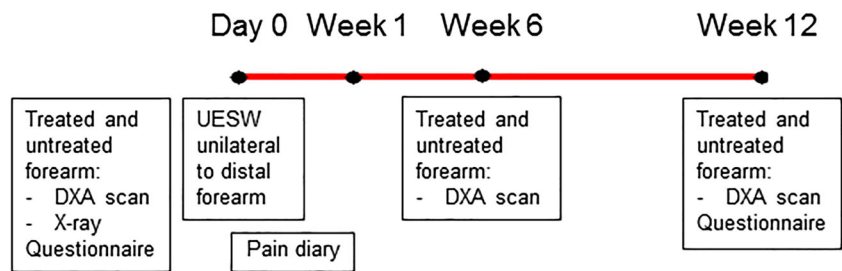 Day 0 Week 1 Week 6 Week 12
Treated and
untreated
forearm:
- DXA scan
- X-ray
Questionnaire
UESW
unilateral
to distal
forearm
Pain diary
Treated and
untreated
forearm:
- DXA scan
Treated and
untreated
forearm:
- DXA scan
Questionnaire